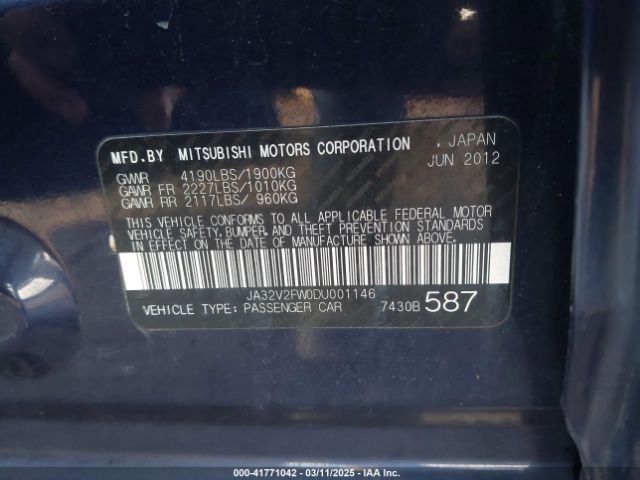 MFD.BY MITSUBISHI MOTORS CORPORATION . JAPAN
JUN 2012
GVWR 4190LBS/1900KG
GAWR FR 2227LBS/1010KG
GAWR RR 2117LBS/ 960KG
THIS VEHICLE CONFORMS TO ALL APPLICABLE FEDERAL MOTOR
VEHICLE SAFETY,BUMPER, AND THEFT PREVENTION STANDARDS
IN EFFECT ON THE DATE OF MANUFACTURE SHOWN ABOVE.
JA32V2FW0DU001146
VEHICLE TYPE: PASSENGER CAR 7430B 587
000-41771042 - 03/11/2025 - IAA Inc.